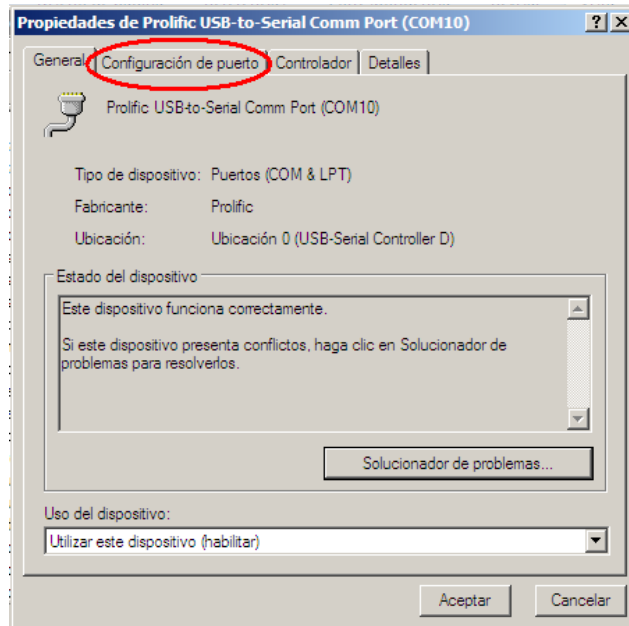 Propiedades de Prolific USB-to-Serial Comm Port (COM10)
General Configuración de puerto Controlador Detalles
Prolific USB-to-Serial Comm Port (COM10)
Tipo de dispositivo: Puertos (COM & LPT)
Fabricante: Prolific
Ubicación: Ubicación 0 (USB-Serial Controller D)
Estado del dispositivo
Este dispositivo funciona correctamente.
Si este dispositivo presenta conflictos, haga clic en Solucionador de
problemas para resolverlos.
Solucionador de problemas...
Uso del dispositivo:
Utilizar este dispositivo (habilitar)
Aceptar Cancelar